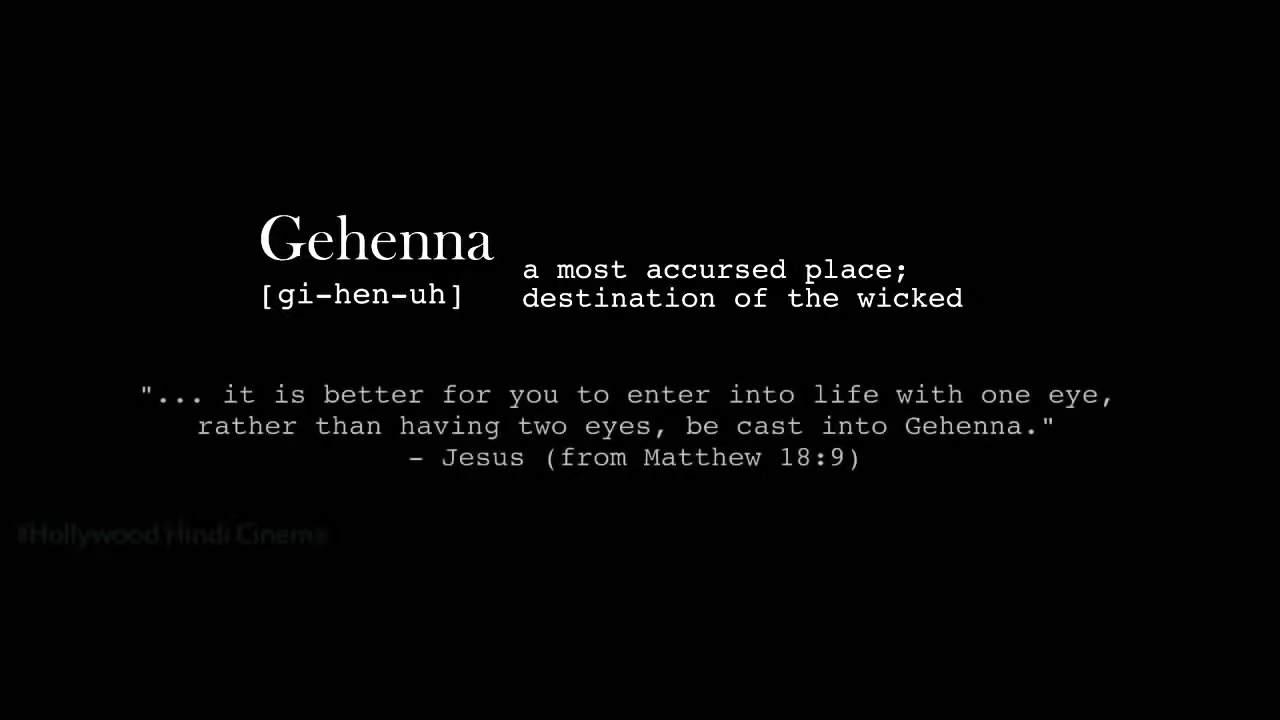 Gehenna
[gi-hen-uh]
a most accursed place;
destination of the wicked
"... it is better for you to enter into life with one eye,
rather than having two eyes, be cast into Gehenna."
- Jesus (from Matthew 18:9)
#Hollywood Hindi Cinema